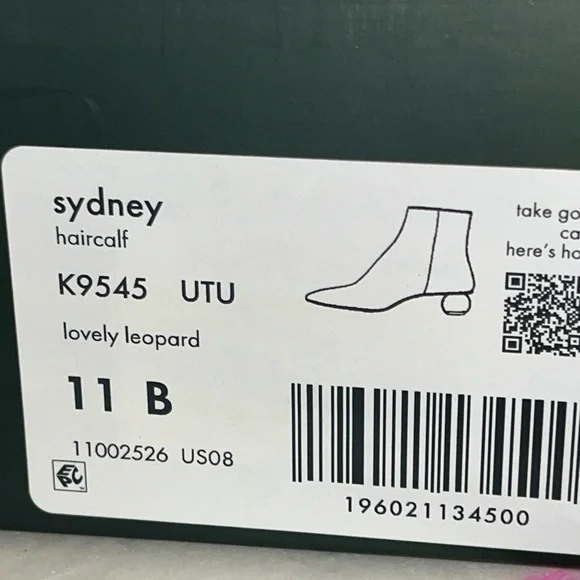 sydney
haircalf
K9545 UTU
lovely leopard
11 B
11002526 US08
take go
ca
here's ho
196021134500